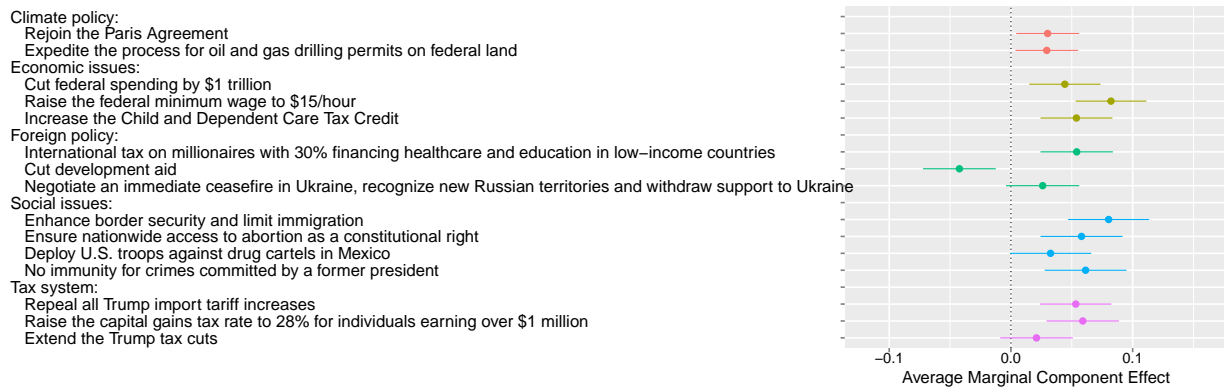 Climate policy:
Rejoin the Paris Agreement
Expedite the process for oil and gas drilling permits on federal land
Economic issues:
Cut federal spending by $1 trillion
Raise the federal minimum wage to $15/hour
Increase the Child and Dependent Care Tax Credit
Foreign policy:
International tax on millionaires with 30% financing healthcare and education in low−income countries
Cut development aid
Negotiate an immediate ceasefire in Ukraine, recognize new Russian territories and withdraw support to Ukraine
Social issues:
Enhance border security and limit immigration
Ensure nationwide access to abortion as a constitutional right
Deploy U.S. troops against drug cartels in Mexico
No immunity for crimes committed by a former president
Tax system:
Repeal all Trump import tariff increases
Raise the capital gains tax rate to 28% for individuals earning over $1 million
Extend the Trump tax cuts
−0.1 0.0 0.1
Average Marginal Component Effect